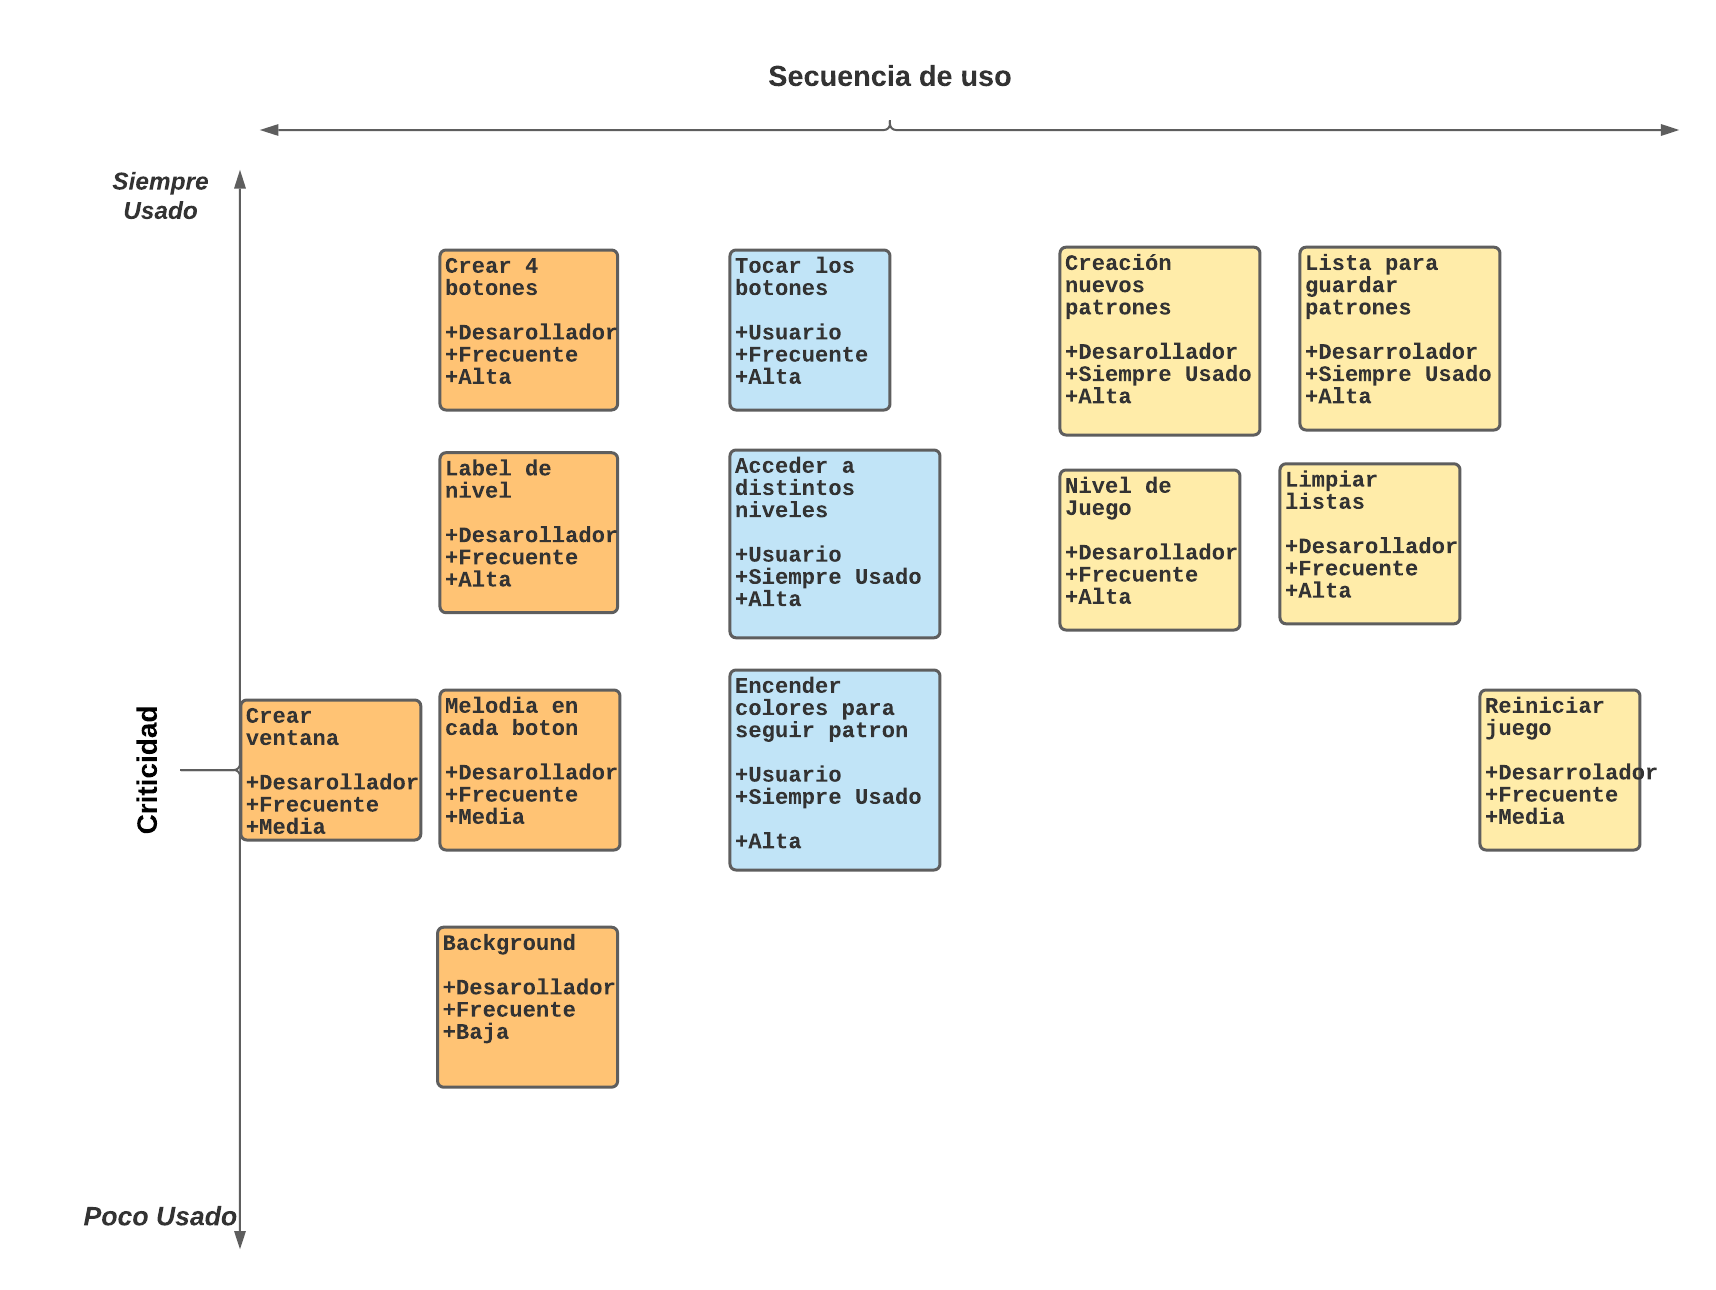 Secuencia de uso
Siempre
Usado
Crear 4
botones
+Desarollador
+Frecuente
+Alta
Tocar los
botones
+Usuario
+Frecuente
+Alta
Creación
nuevos
patrones
+Desarollador
+Siempre Usado
+Alta
Lista para
guardar
patrones
+Desarrolador
+Siempre Usado
+Alta
Label de
nivel
+Desarollador
+Frecuente
+Alta
Acceder a
distintos
niveles
+Usuario
+Siempre Usado
+Alta
Nivel de
Juego
+Desarollador
+Frecuente
+Alta
Limpiar
listas
+Desarollador
+Frecuente
+Alta
Criticidad
Crear
ventana
+Desarollador
+Frecuente
+Media
Melodia en
cada boton
+Desarollador
+Frecuente
+Media
Encender
colores para
seguir patron
+Usuario
+Siempre Usado
+Alta
Reiniciar
juego
+Desarrolador
+Frecuente
+Media
Background
+Desarollador
+Frecuente
+Baja
Poco Usado